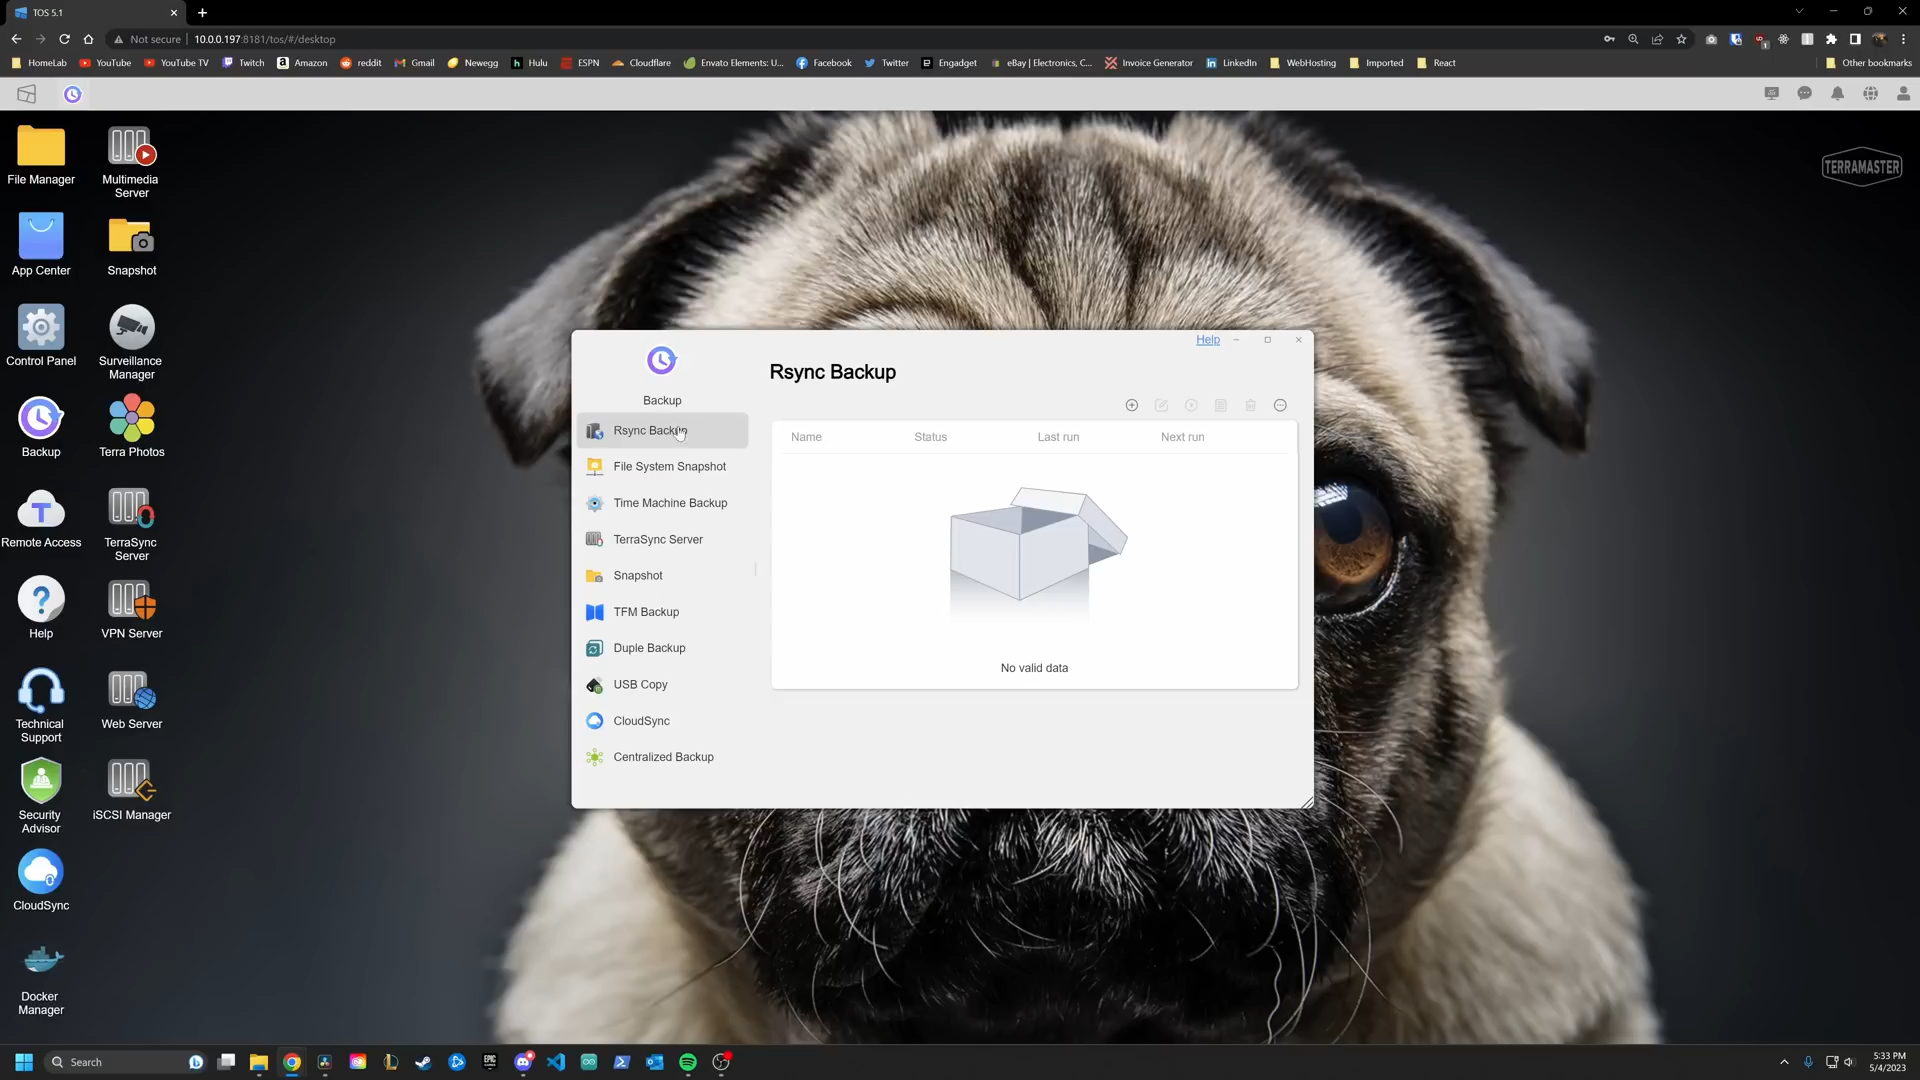 TOS 5.1
Not secure
10.0.0.197:8181/tos/#/desktop
HomeLab
YouTube
YouTube TV
Twitch
Amazon
reddit
Gmail
Newegg
Hulu
ESPN
Cloudflare
Envato Elements: U...
Facebook
Twitter
Engadget
eBay | Electronics, C...
Invoice Generator
LinkedIn
WebHosting
Imported
React
Other bookmarks
TERRAMASTER
File Manager
Multimedia
Server
App Center
Snapshot
Control Panel
Surveillance
Manager
Backup
Terra Photos
Remote Access
TerraSync
Server
Help
VPN Server
Technical
Support
Web Server
Security
Advisor
iSCSI Manager
CloudSync
Docker
Manager
Help
Backup
Rsync Backup
File System Snapshot
Time Machine Backup
TerraSync Server
Snapshot
TFM Backup
Duple Backup
USB Copy
CloudSync
Centralized Backup
Rsync Backup
Name
Status
Last run
Next run
No valid data
Search
5:33 PM
5/4/2023